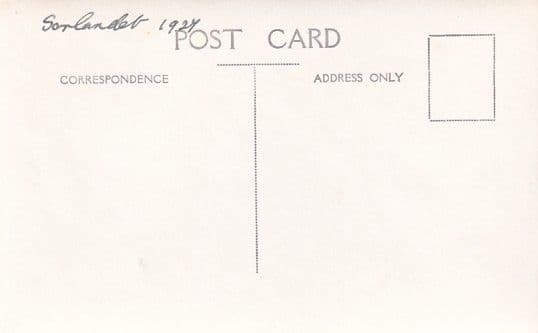 Sorlandet 1927
POST CARD
CORRESPONDENCE
ADDRESS ONLY